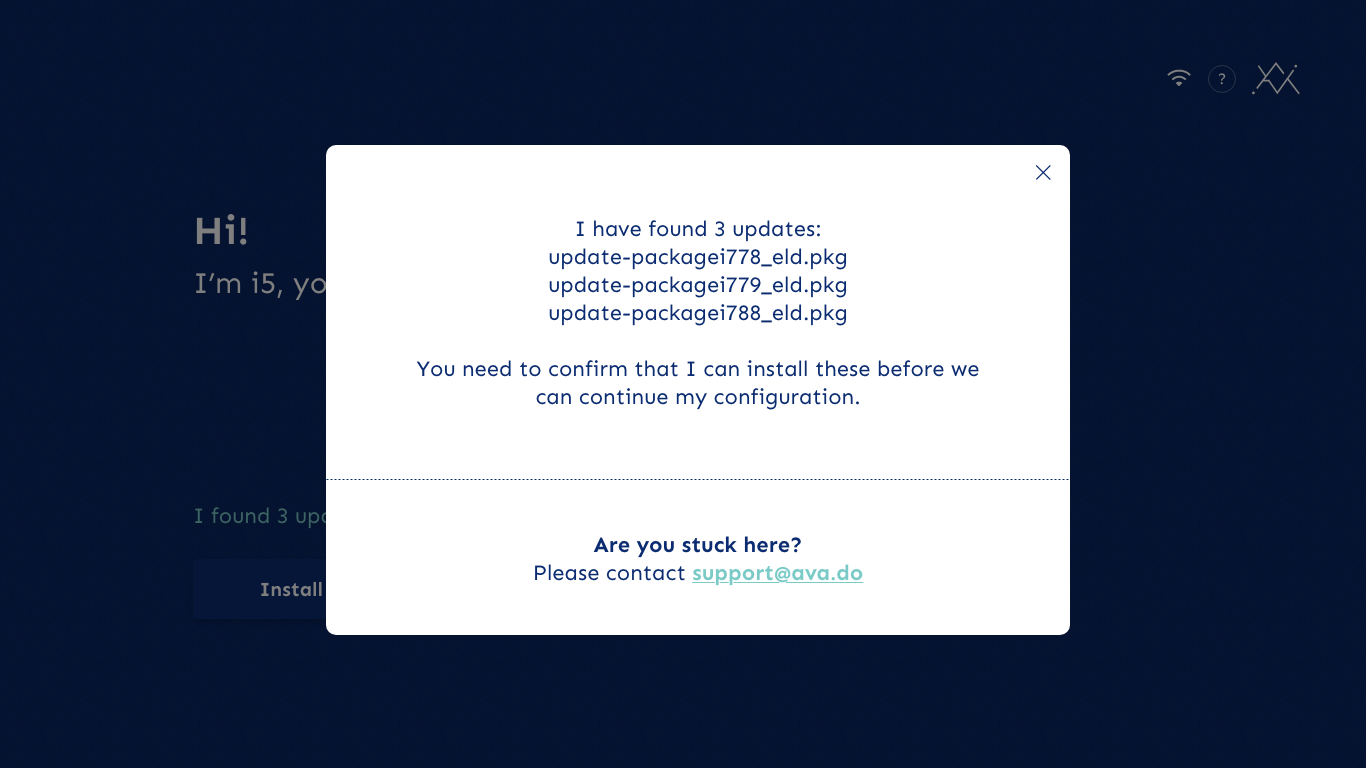 ?
Hi!
I’m i5, yo
I have found 3 updates:
update-packagei778_eld.pkg
update-packagei779_eld.pkg
update-packagei788_eld.pkg
You need to confirm that I can install these before we
can continue my configuration.
I found 3 upd
Install
Are you stuck here?
Please contact support@ava.do